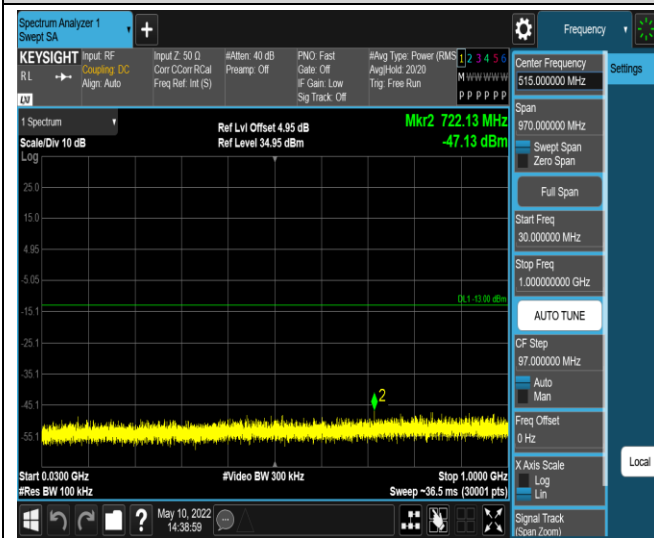 Spectrum Analyzer 1
Swept SA
Frequency
KEYSIGHT
RL
LXI
Input: RF
Coupling: DC
Align: Auto
Input Z: 50 Ω
Corr CCorr RCal
Freq Ref: Int (S)
#Atten: 40 dB
Preamp: Off
PNO: Fast
Gate: Off
IF Gain: Low
Sig Track: Off
#Avg Type: Power (RMS
Avg|Hold: 20/20
Trig: Free Run
1 2 3 4 5 6
M W W W W W
P P P P P P
1 Spectrum
Scale/Div 10 dB
Log
Ref Lvl Offset 4.95 dB
Ref Level 34.95 dBm
Mkr2 722.13 MHz
-47.13 dBm
25.0
15.0
4.95
-5.05
-15.1
-25.1
-35.1
-45.1
-55.1
DL1 -13.00 dBm
2
Start 0.0300 GHz
#Res BW 100 kHz
#Video BW 300 kHz
Stop 1.0000 GHz
Sweep ~36.5 ms (30001 pts)
May 10, 2022
14:38:59
Center Frequency
515.000000 MHz
Span
970.000000 MHz
Swept Span
Zero Span
Full Span
Start Freq
30.000000 MHz
Stop Freq
1.000000000 GHz
AUTO TUNE
CF Step
97.000000 MHz
Auto
Man
Freq Offset
0 Hz
X Axis Scale
Log
Lin
Signal Track
(Span Zoom)
Settings
Local